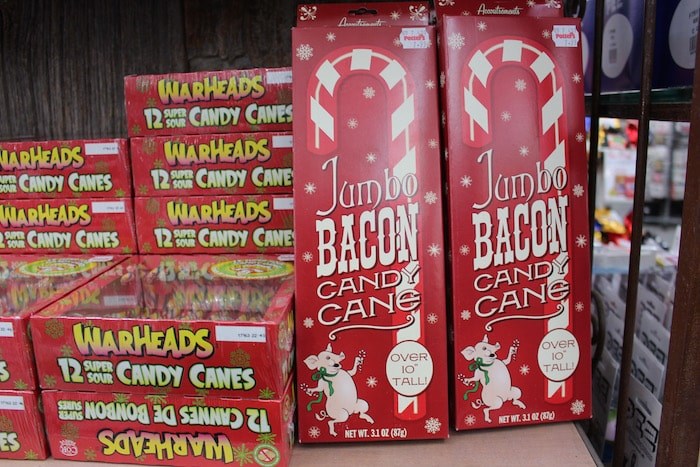 WARHEADS
12 SUPER SOUR CANDY CANES
WARHEADS
12 SUPER SOUR CANDY CANES
WARHEADS
12 SUPER SOUR CANDY CANES
WARHEADS
SUPER SOUR CANDY CANES
WARHEADS
SUPER SOUR CANDY CANES
WARHEADS
12 SUPER SOUR CANDY CANES
12 CANNES DE BONBON SURES
WARHEADS
ES
Accoutrements
Jumbo
BACON
CANDY
CANE
OVER
10"
TALL!
NET WT. 3.1 OZ (87g)
Accoutrements
Jumbo
BACON
CANDY
CANE
OVER
10"
TALL!
NET WT. 3.1 OZ (87g)